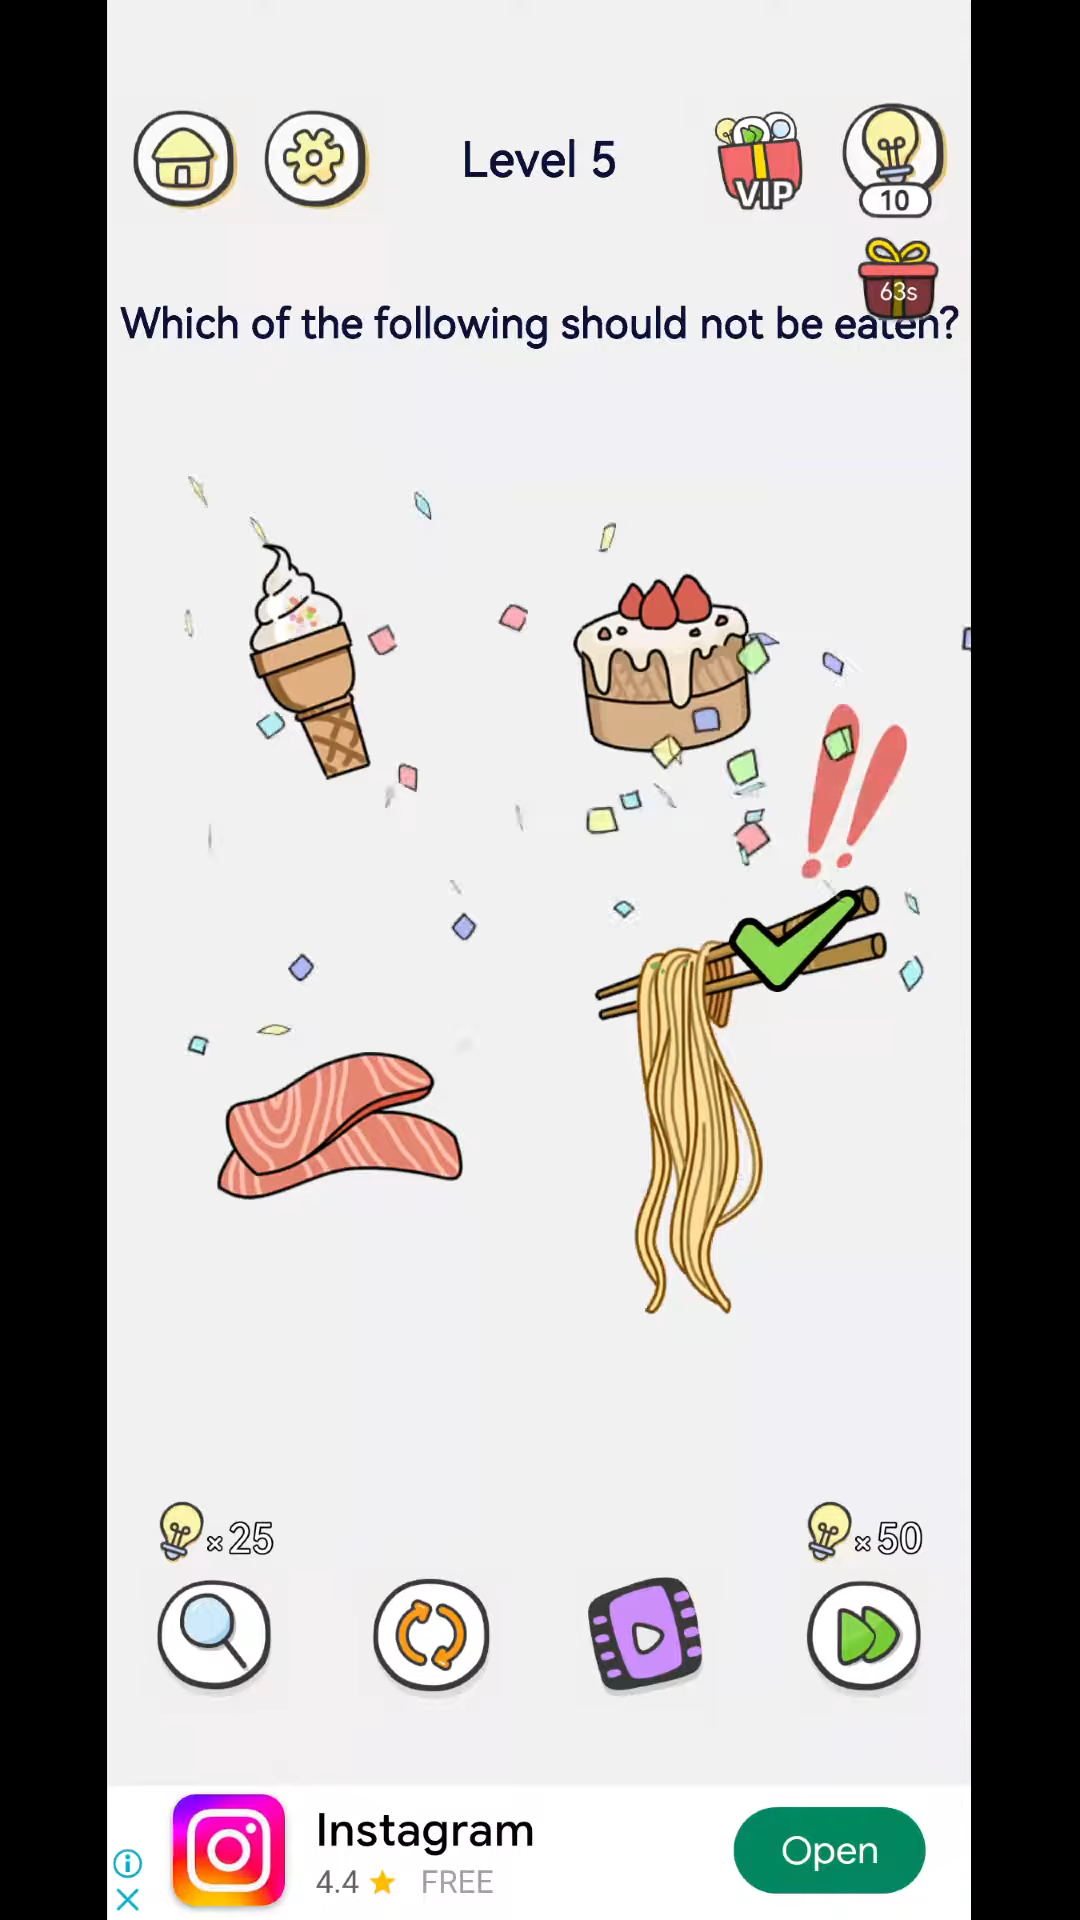 Level 5
VIP
10
63s
Which of the following should not be eaten?
×25
×50
Instagram
4.4 FREE
Open